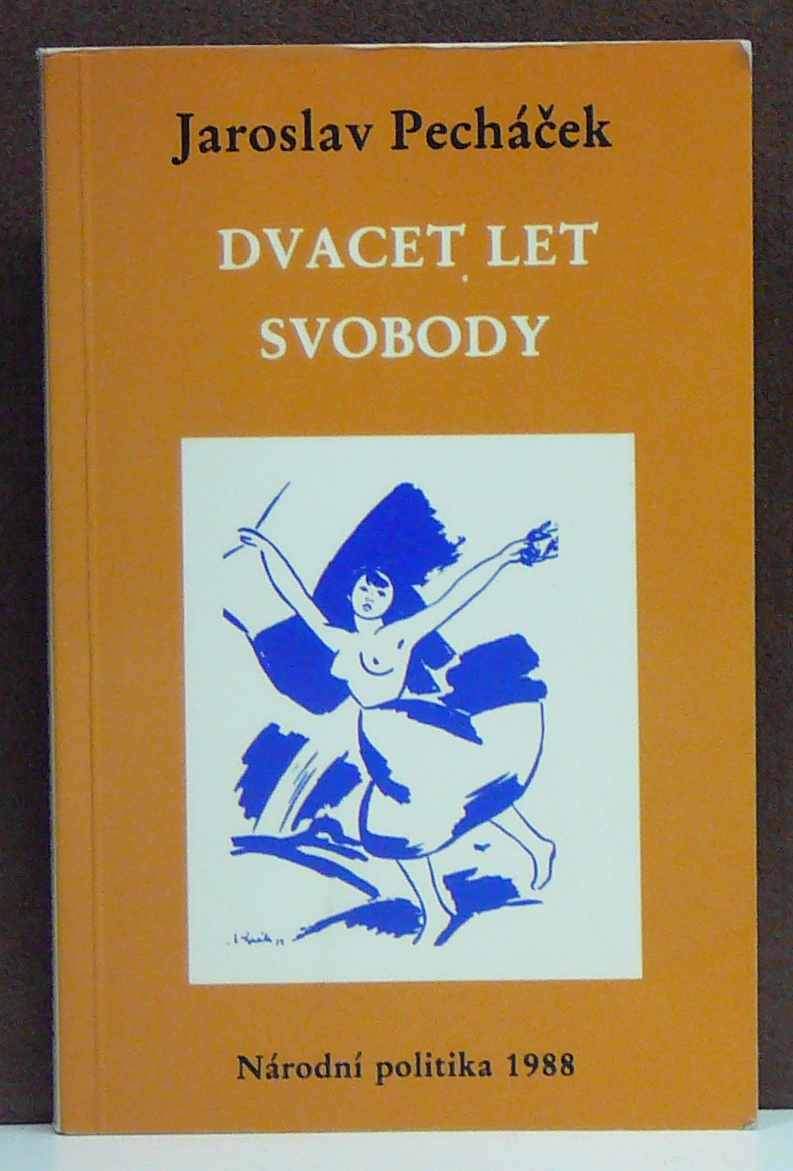 Jaroslav Pecháček
DVACET LET
SVOBODY
Národní politika 1988